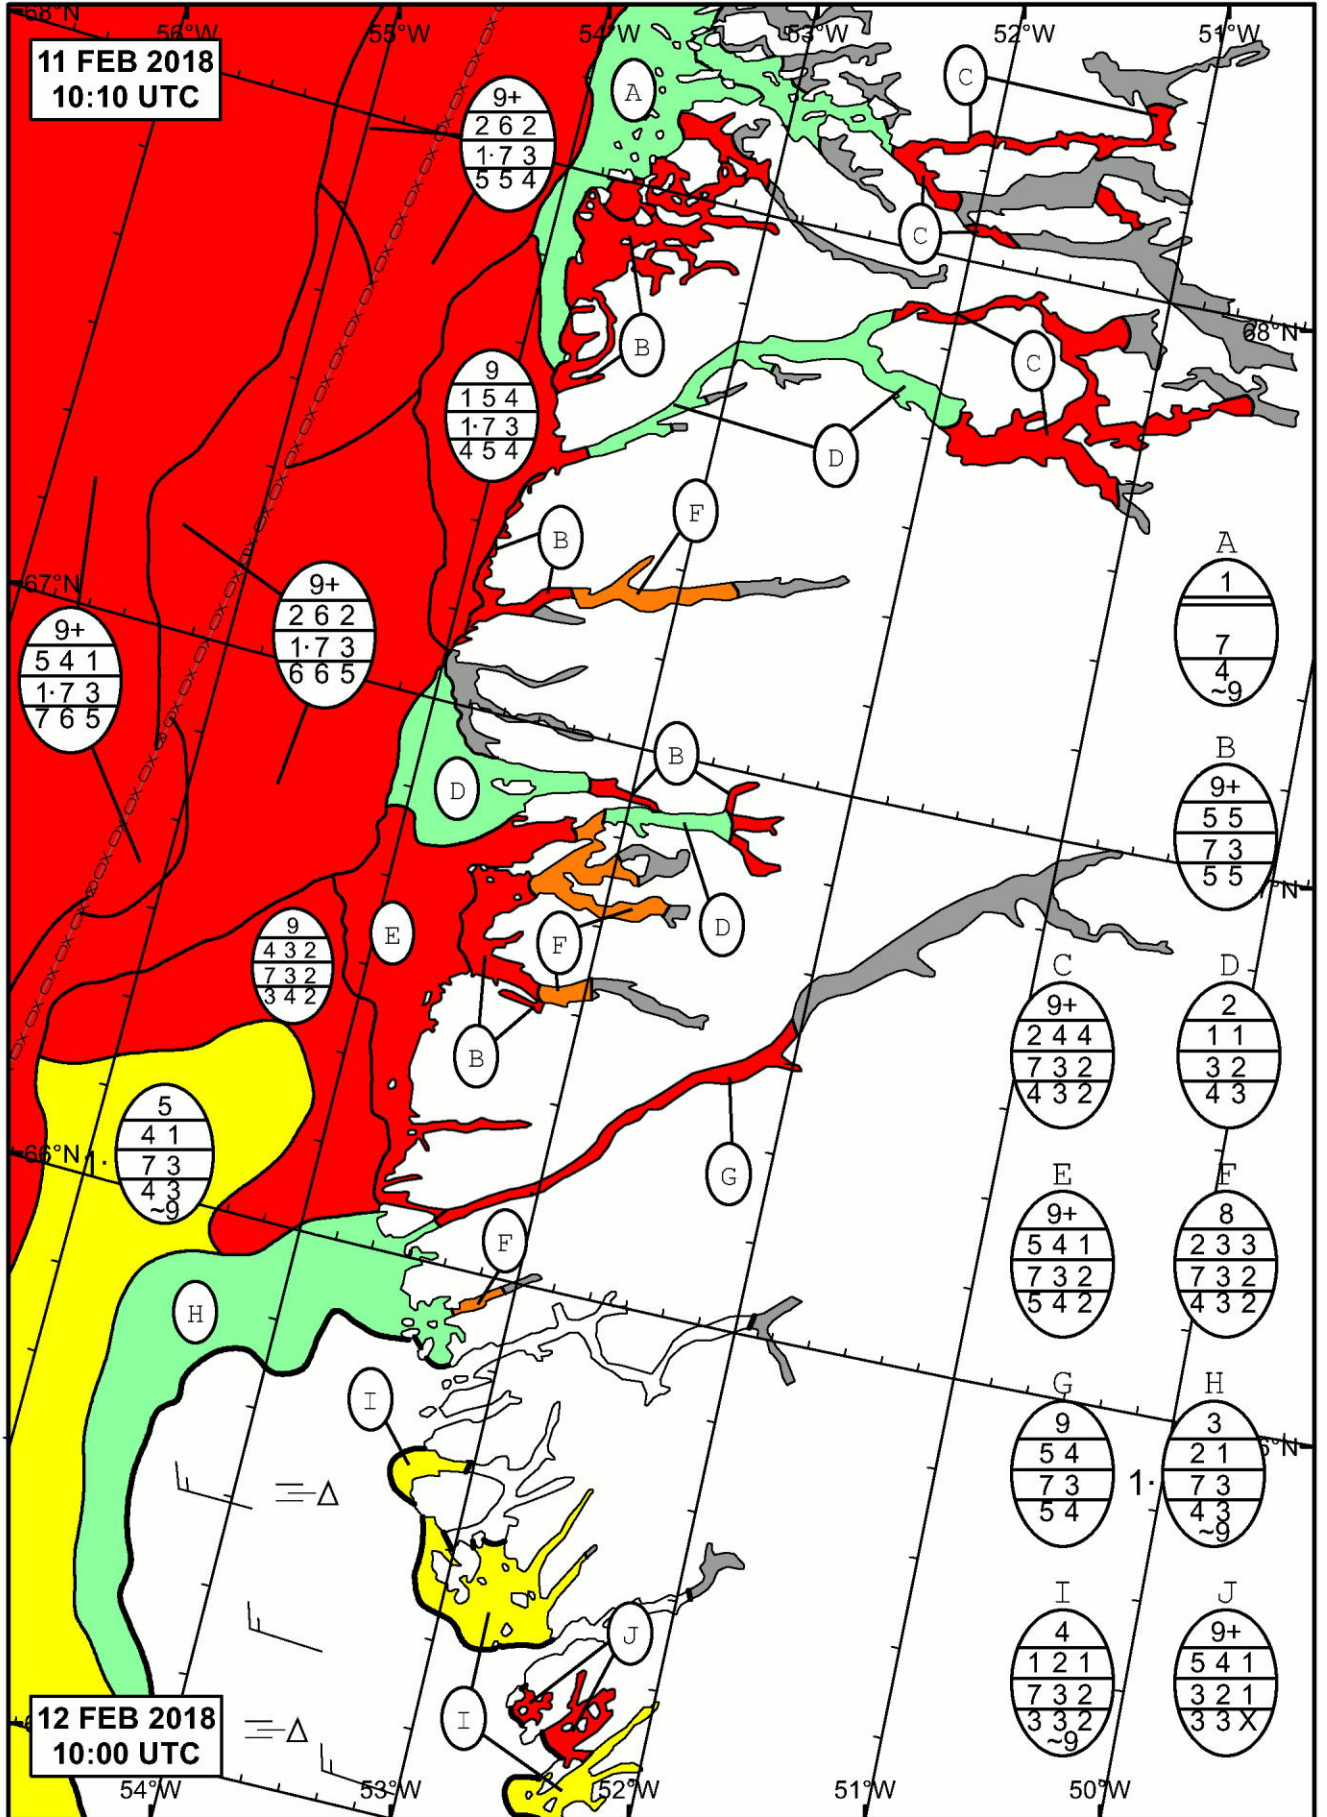 68°N
56°W
55°W
54°W
53°W
52°W
51°W
11 FEB 2018
10:10 UTC
A
C
9+
2 6 2
1·7 3
5 5 4
C
B
68°N
C
9
1 5 4
1·7 3
4 5 4
D
F
B
A
1
7
4
~9
67°N
9+
5 4 1
1·7 3
7 6 5
9+
2 6 2
1·7 3
6 6 5
B
D
B
9+
5 5
7 3
5 5
°N
E
D
F
9
4 3 2
7 3 2
3 4 2
B
C
9+
2 4 4
7 3 2
4 3 2
D
2
1 1
3 2
4 3
66°N
1·
5
4 1
7 3
4 3
~9
G
E
9+
5 4 1
7 3 2
5 4 2
F
8
2 3 3
7 3 2
4 3 2
F
H
I
G
9
5 4
7 3
5 4
H
3
2 1
1·
7 3
4 3
~9
6°N
J
I
I
4
1 2 1
7 3 2
3 3 2
~9
J
9+
5 4 1
3 2 1
3 3 X
12 FEB 2018
10:00 UTC
54°W
53°W
52°W
51°W
50°W